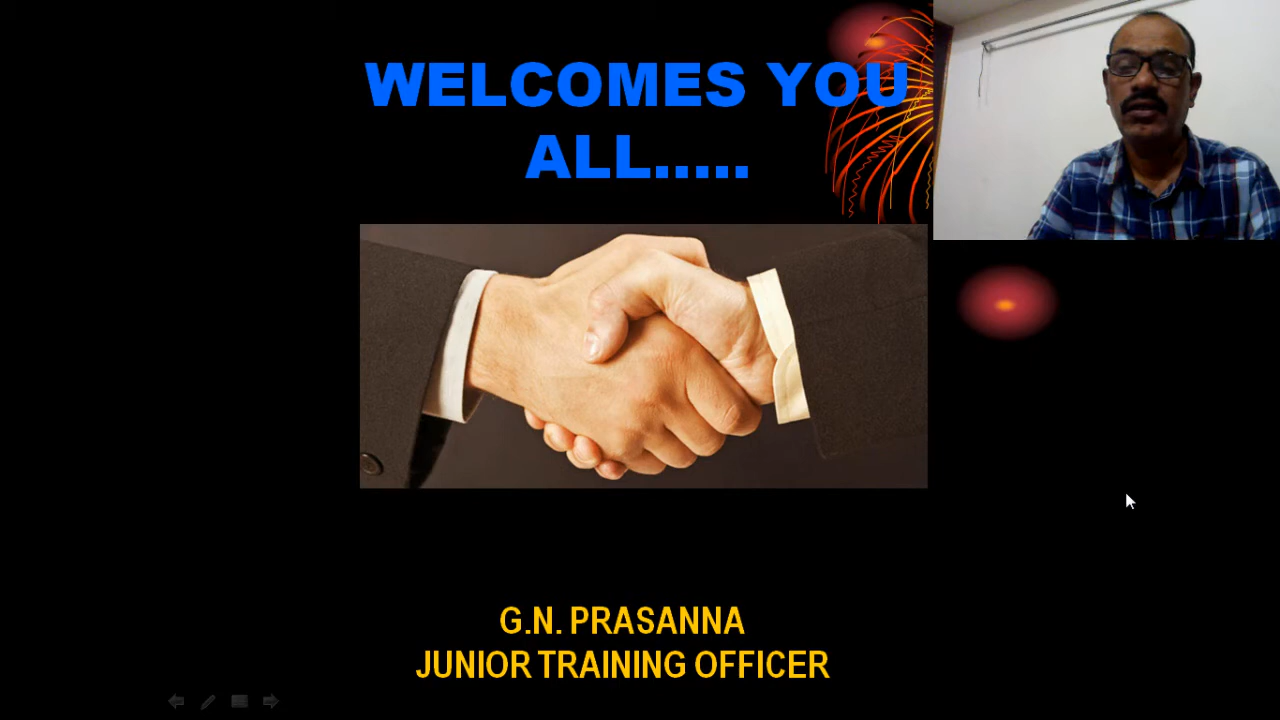 WELCOMES YOU
ALL.....
G.N. PRASANNA
JUNIOR TRAINING OFFICER